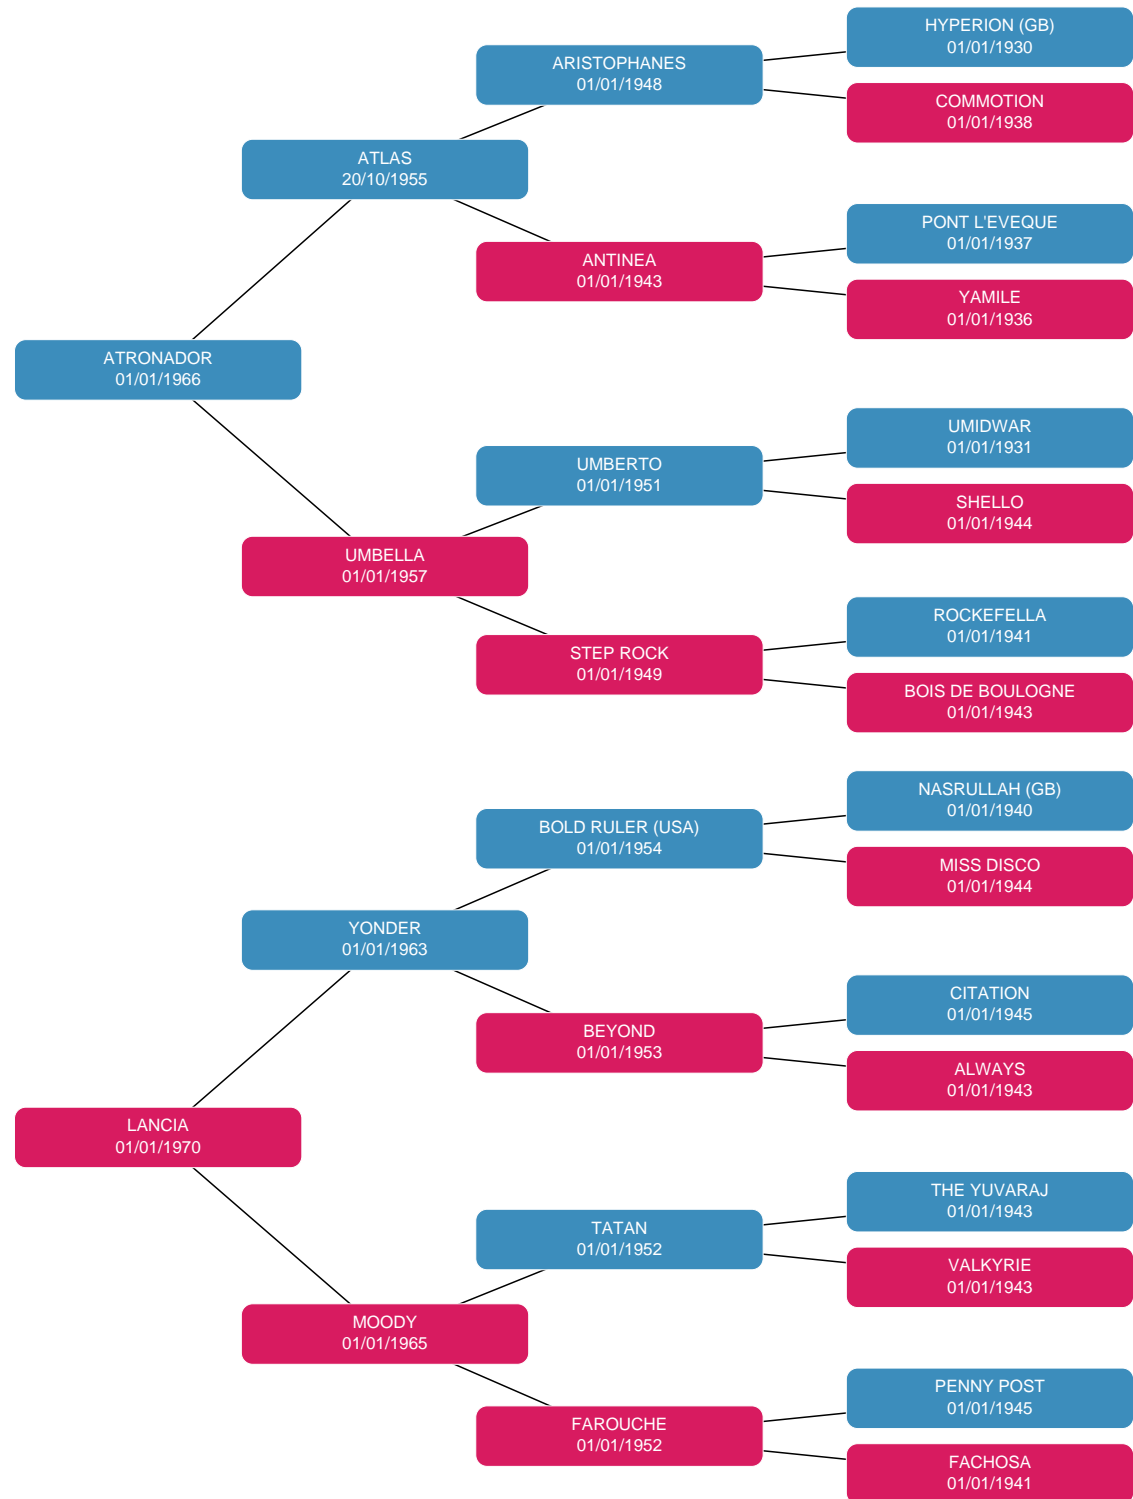 HYPERION (GB)
01/01/1930
ARISTOPHANES
01/01/1948
COMMOTION
01/01/1938
ATLAS
20/10/1955
PONT L'EVEQUE
01/01/1937
ANTINEA
01/01/1943
YAMILE
01/01/1936
ATRONADOR
01/01/1966
UMIDWAR
01/01/1931
UMBERTO
01/01/1951
SHELLO
01/01/1944
UMBELLA
01/01/1957
ROCKEFELLA
01/01/1941
STEP ROCK
01/01/1949
BOIS DE BOULOGNE
01/01/1943
NASRULLAH (GB)
01/01/1940
BOLD RULER (USA)
01/01/1954
MISS DISCO
01/01/1944
YONDER
01/01/1963
CITATION
01/01/1945
BEYOND
01/01/1953
ALWAYS
01/01/1943
LANCIA
01/01/1970
THE YUVARAJ
01/01/1943
TATAN
01/01/1952
VALKYRIE
01/01/1943
MOODY
01/01/1965
PENNY POST
01/01/1945
FAROUCHE
01/01/1952
FACHOSA
01/01/1941